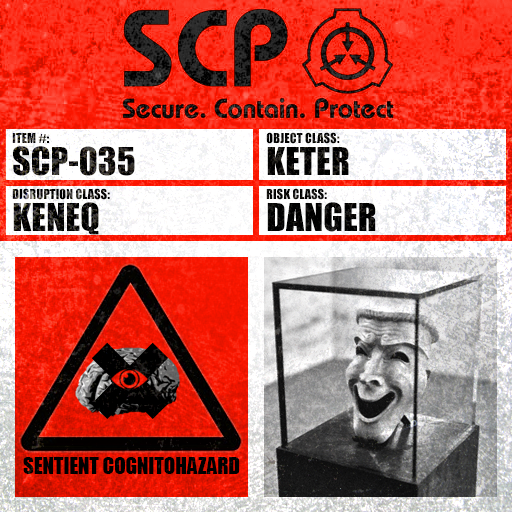 SCP
Secure. Contain. Protect
ITEM #:
SCP-035
OBJECT CLASS:
KETER
DISRUPTION CLASS:
KENEQ
RISK CLASS:
DANGER
SENTIENT COGNITOHAZARD